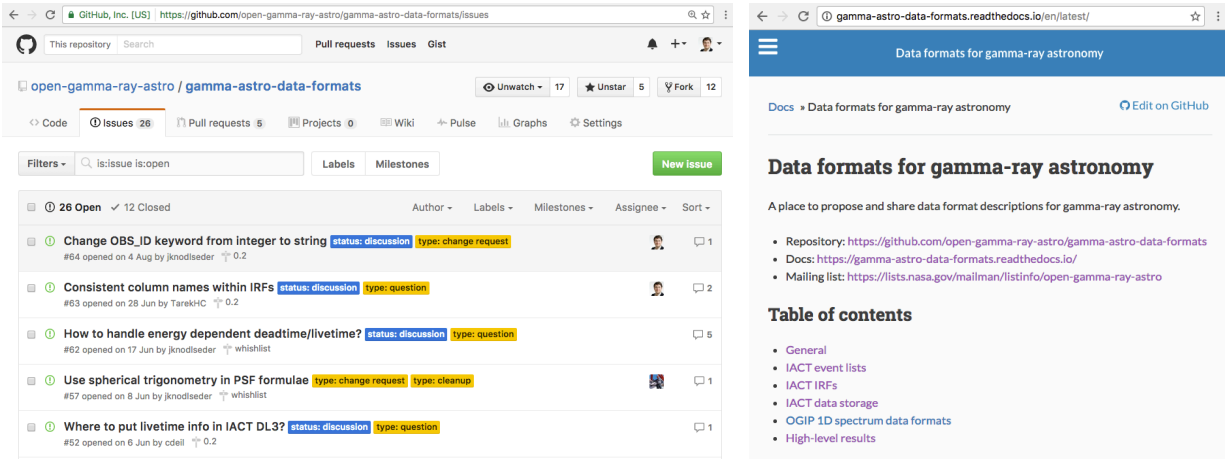 GitHub, Inc. [US] https://github.com/open-gamma-ray-astro/gamma-astro-data-formats/issues
This repository Search Pull requests Issues Gist
open-gamma-ray-astro / gamma-astro-data-formats Unwatch 17 Unstar 5 Fork 12
Code Issues 26 Pull requests 5 Projects 0 Wiki Pulse Graphs Settings
Filters is:issue is:open Labels Milestones New issue
26 Open 12 Closed Author Labels Milestones Assignee Sort
Change OBS_ID keyword from integer to string status: discussion type: change request 1
#64 opened on 4 Aug by jknodlseder 0.2
Consistent column names within IRFs status: discussion type: question 2
#63 opened on 28 Jun by TarekHC 0.2
How to handle energy dependent deadtime/livetime? status: discussion type: question 5
#62 opened on 17 Jun by jknodlseder whishlist
Use spherical trigonometry in PSF formulae type: change request type: cleanup 1
#57 opened on 8 Jun by jknodlseder whishlist
Where to put livetime info in IACT DL3? status: discussion type: question 1
#52 opened on 6 Jun by cdeil 0.2
gamma-astro-data-formats.readthedocs.io/en/latest/
Data formats for gamma-ray astronomy
Docs » Data formats for gamma-ray astronomy Edit on GitHub
Data formats for gamma-ray astronomy
A place to propose and share data format descriptions for gamma-ray astronomy.
• Repository: https://github.com/open-gamma-ray-astro/gamma-astro-data-formats
• Docs: https://gamma-astro-data-formats.readthedocs.io/
• Mailing list: https://lists.nasa.gov/mailman/listinfo/open-gamma-ray-astro
Table of contents
• General
• IACT event lists
• IACT IRFs
• IACT data storage
• OGIP 1D spectrum data formats
• High-level results